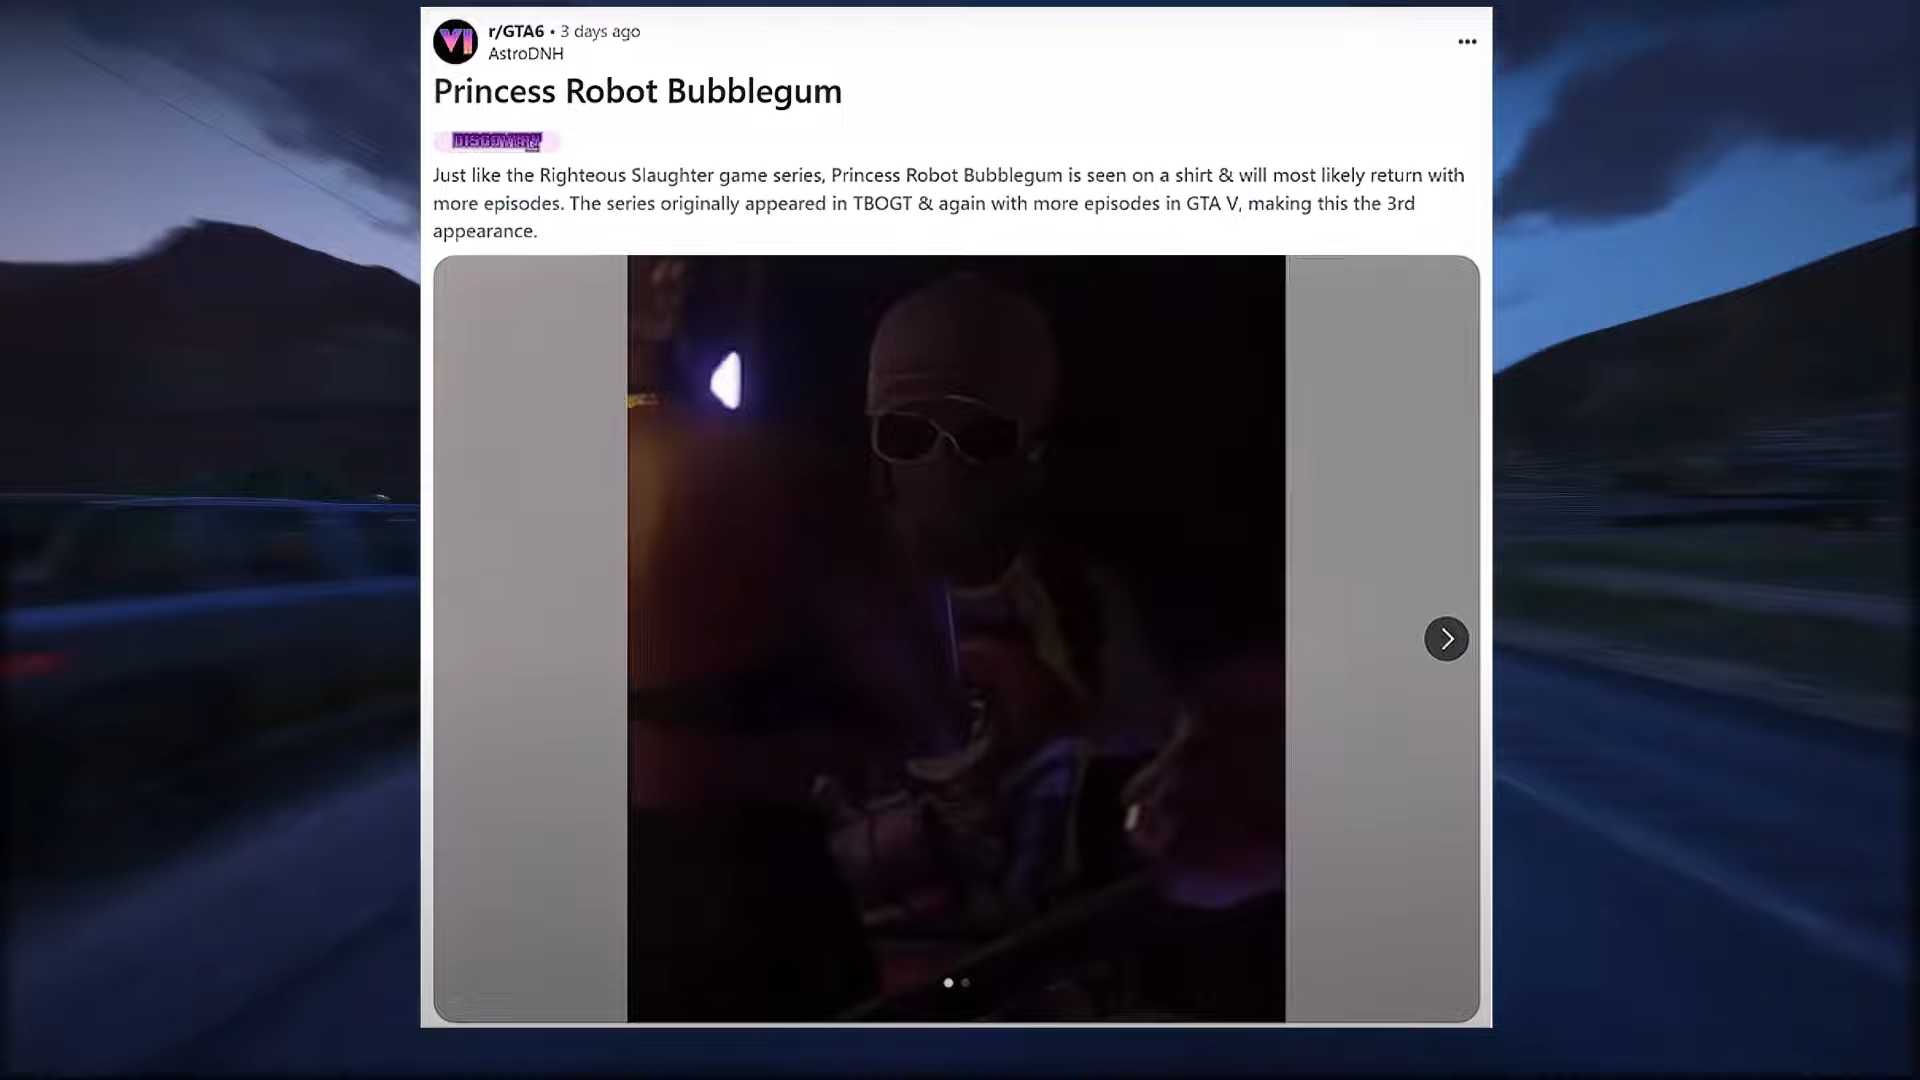 VI
r/GTA6 • 3 days ago
AstroDNH
Princess Robot Bubblegum
DISCOVERY
Just like the Righteous Slaughter game series, Princess Robot Bubblegum is seen on a shirt & will most likely return with
more episodes. The series originally appeared in TBOGT & again with more episodes in GTA V, making this the 3rd
appearance.